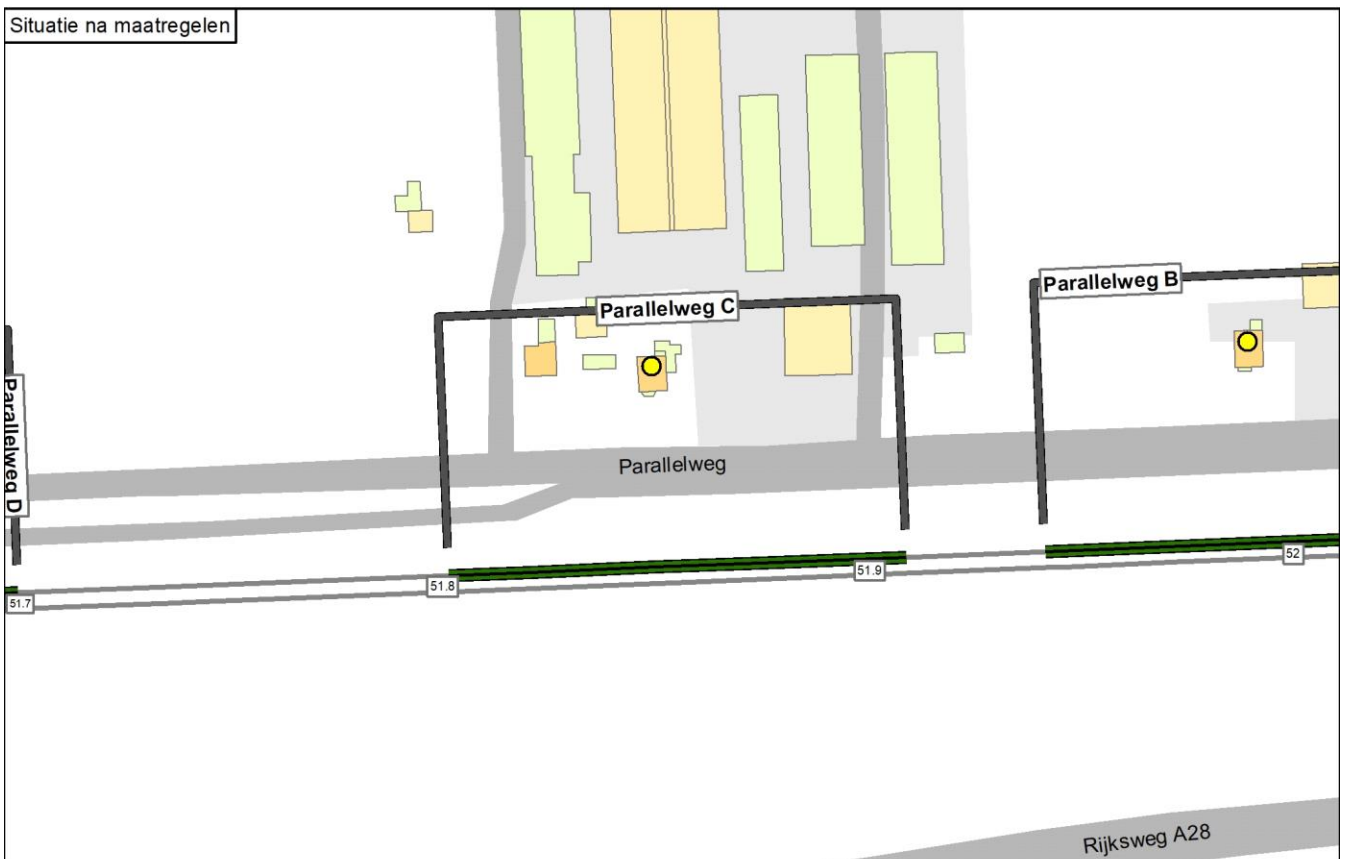 Situatie na maatregelen
Parallelweg B
Parallelweg C
Parallelweg D
Parallelweg
52
51.9
51.8
51.7
Rijksweg A28